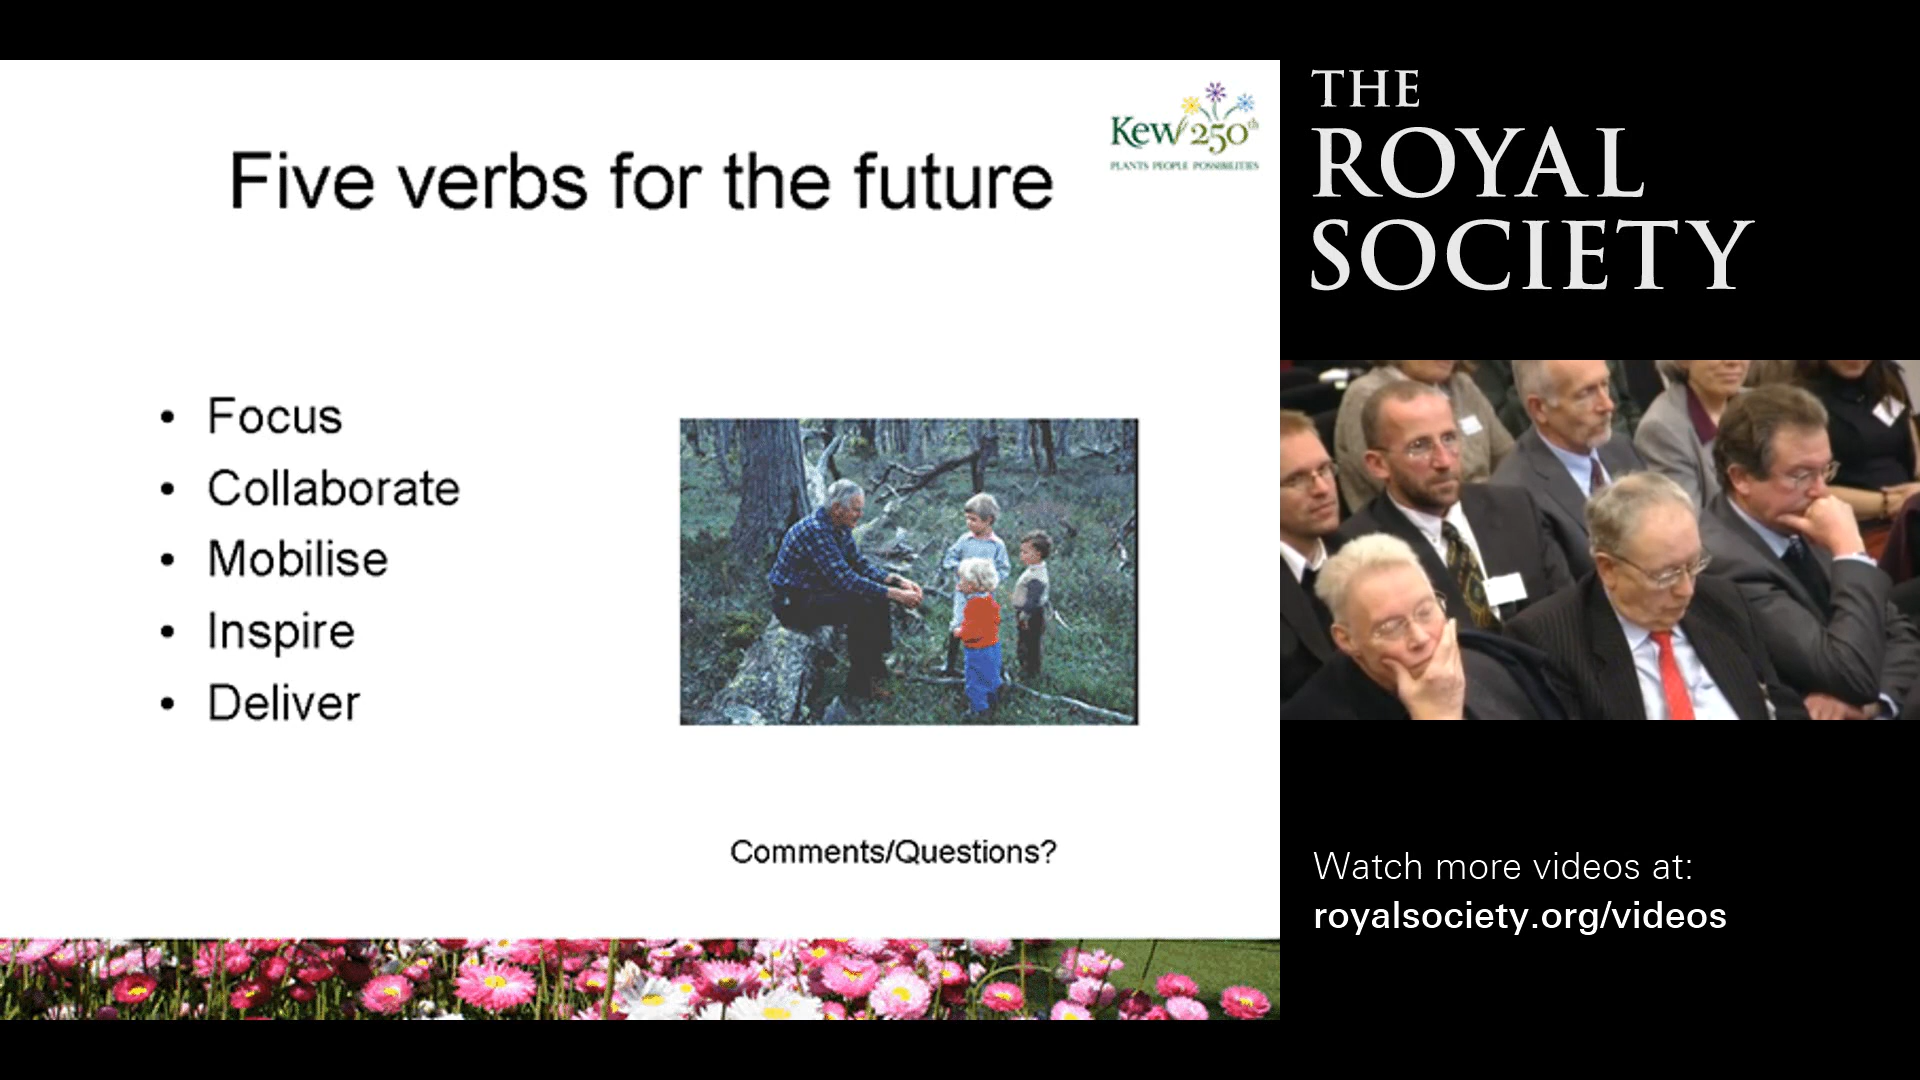 Five verbs for the future
Kew 250th
PLANTS PEOPLE POSSIBILITIES
• Focus
• Collaborate
• Mobilise
• Inspire
• Deliver
Comments/Questions?
THE
ROYAL
SOCIETY
Watch more videos at:
royalsociety.org/videos